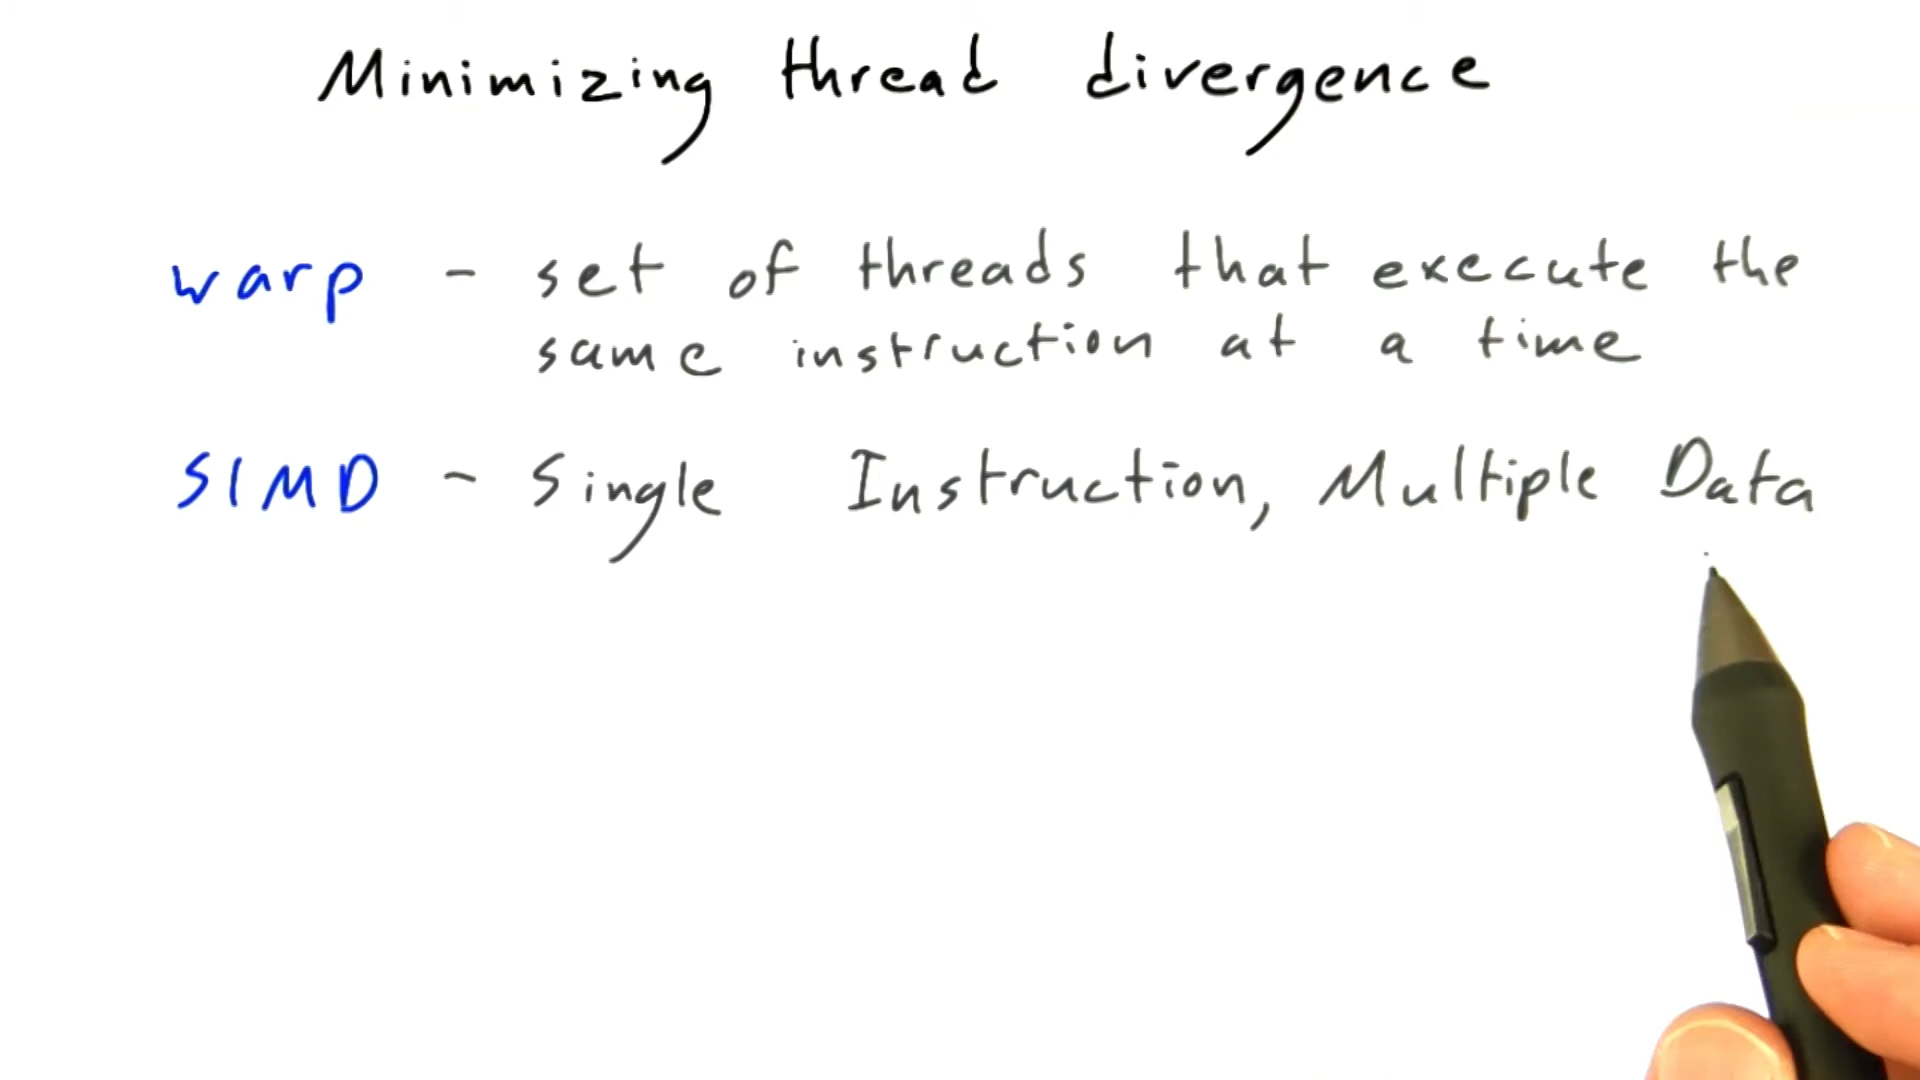 Minimizing thread divergence
warp - set of threads that execute the
same instruction at a time
SIMD - Single Instruction, Multiple Data